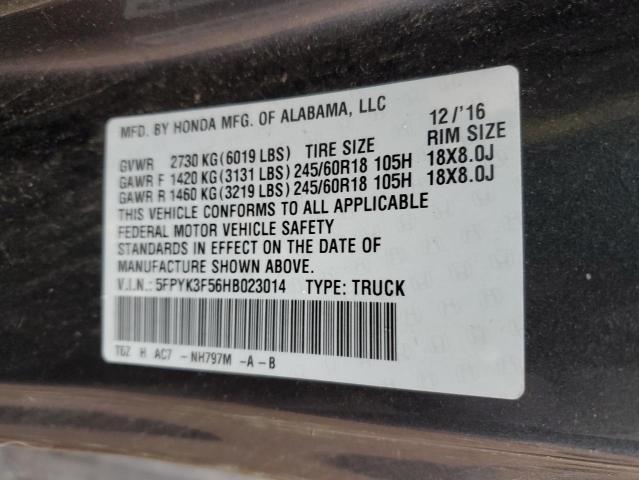 MFD. BY HONDA MFG. OF ALABAMA, LLC 12/'16
GVWR 2730 KG (6019 LBS) TIRE SIZE RIM SIZE
GAWR F 1420 KG (3131 LBS) 245/60R18 105H 18X8.0J
GAWR R 1460 KG (3219 LBS) 245/60R18 105H 18X8.0J
THIS VEHICLE CONFORMS TO ALL APPLICABLE
FEDERAL MOTOR VEHICLE SAFETY
STANDARDS IN EFFECT ON THE DATE OF
MANUFACTURE SHOWN ABOVE.
V.I.N.: 5FPYK3F56HB023014 TYPE: TRUCK
T6Z H AC7 -NH797M -A -B